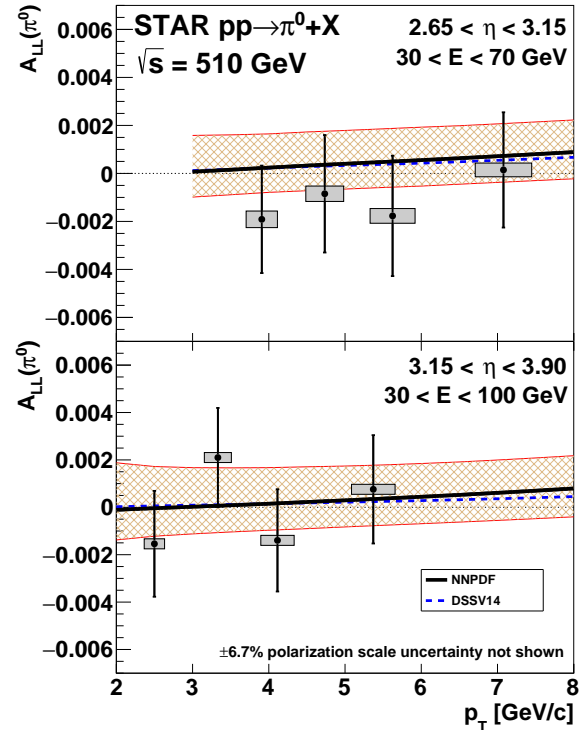 A_LL(π⁰)
0.006
0.004
0.002
0
−0.002
−0.004
−0.006
STAR pp→π⁰+X
√s = 510 GeV
2.65 < η < 3.15
30 < E < 70 GeV
A_LL(π⁰)
0.006
0.004
0.002
0
−0.002
−0.004
−0.006
3.15 < η < 3.90
30 < E < 100 GeV
NNPDF
DSSV14
±6.7% polarization scale uncertainty not shown
2 3 4 5 6 7 8
p_T [GeV/c]